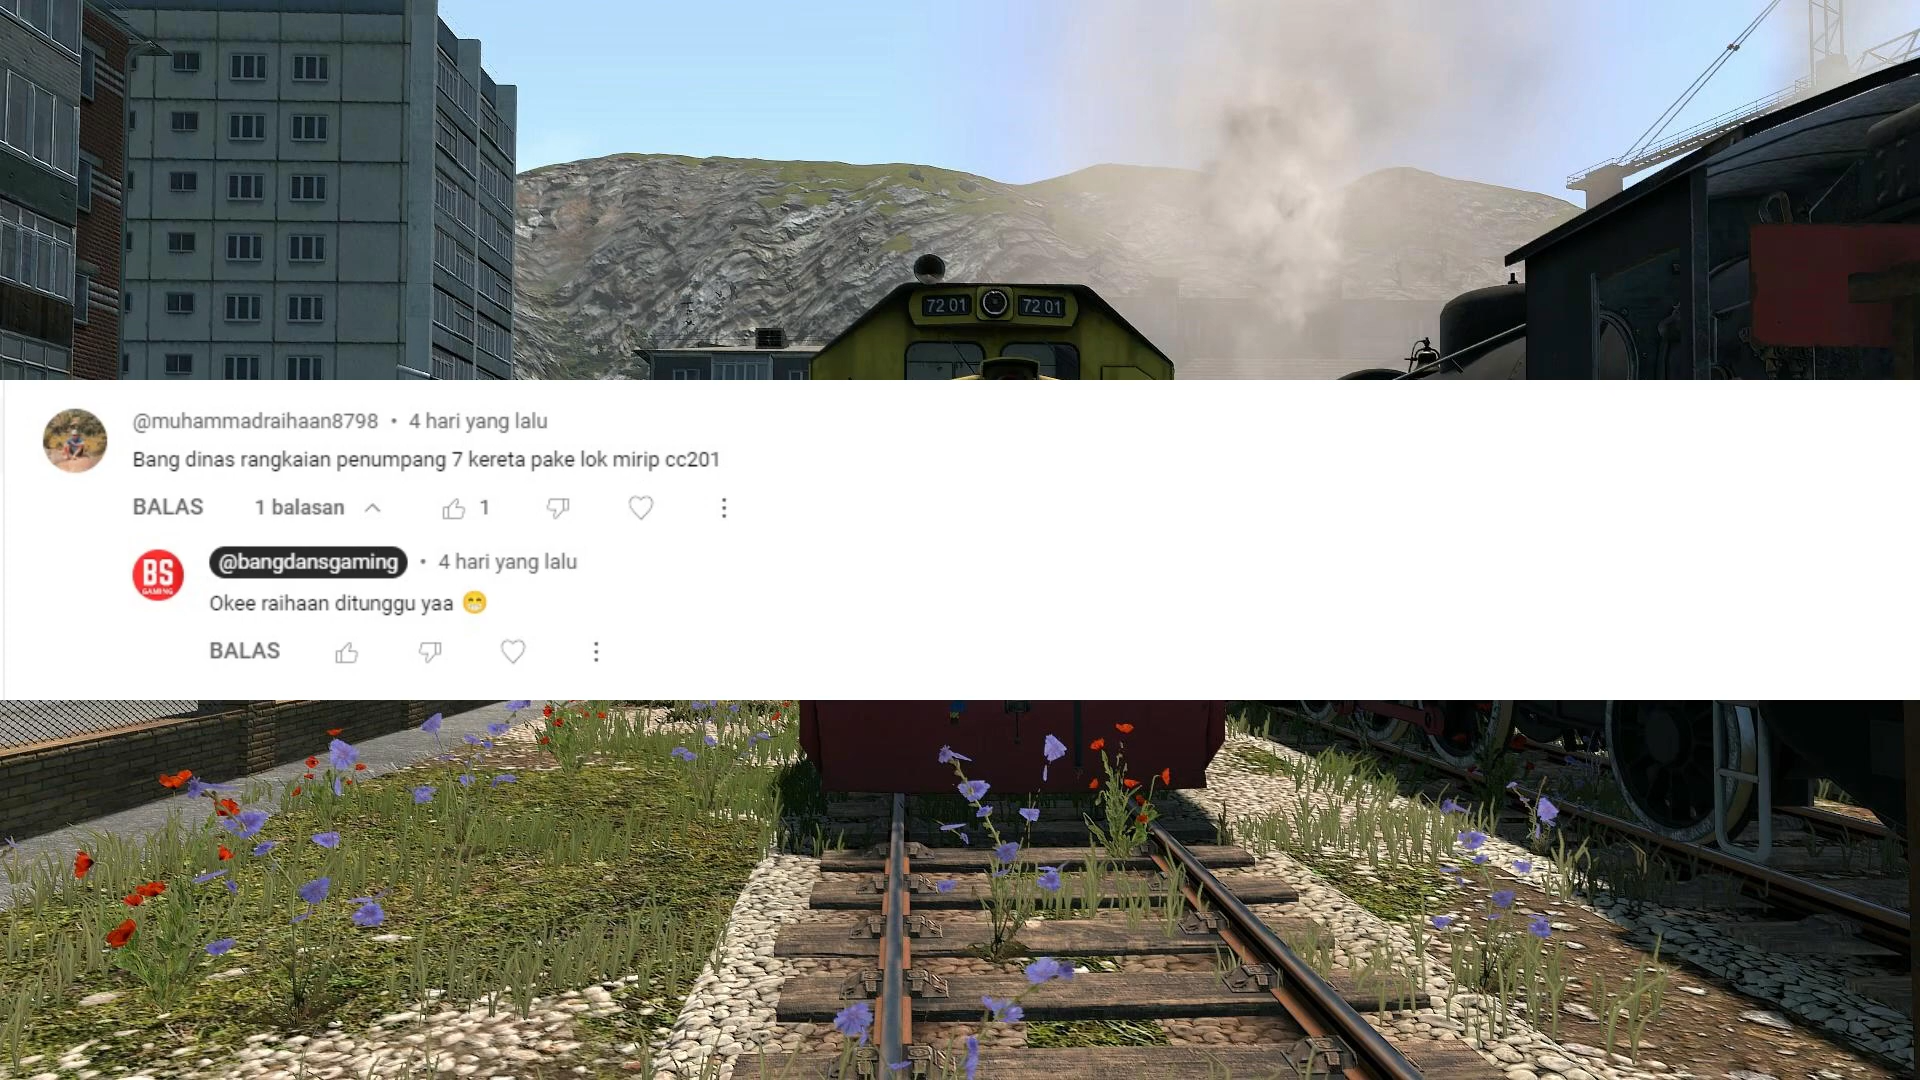 72 01 72 01
@muhammadraihaan8798 • 4 hari yang lalu
Bang dinas rangkaian penumpang 7 kereta pake lok mirip cc201
BALAS 1 balasan 1
BS GAMING @bangdansgaming • 4 hari yang lalu
Okee raihaan ditunggu yaa 😁
BALAS